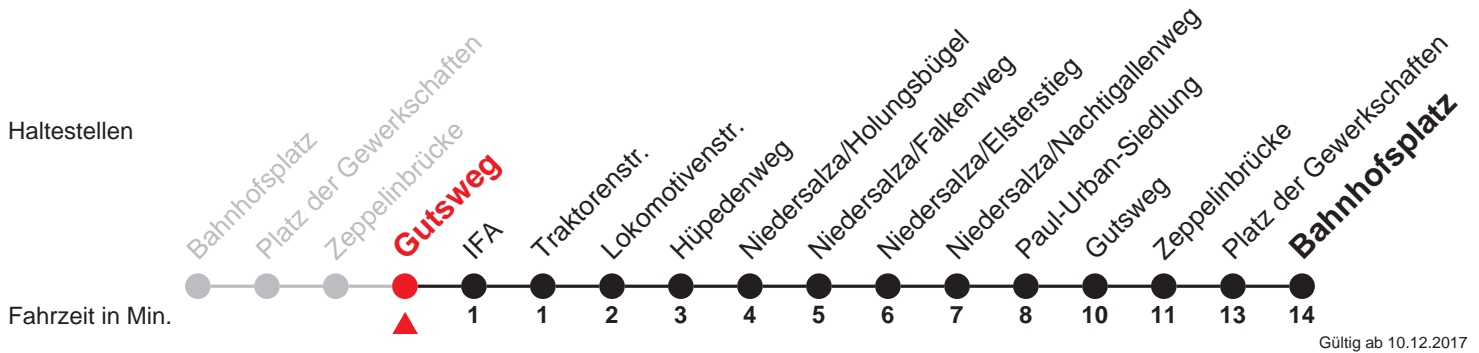 Haltestellen
Bahnhofsplatz
Platz der Gewerkschaften
Zeppelinbrücke
Gutsweg
IFA
Traktorenstr.
Lokomotivenstr.
Hüpedenweg
Niedersalza/Holungsbügel
Niedersalza/Falkenweg
Niedersalza/Elsterstieg
Niedersalza/Nachtigallenweg
Paul-Urban-Siedlung
Gutsweg
Zeppelinbrücke
Platz der Gewerkschaften
Bahnhofsplatz
Fahrzeit in Min. 1 1 2 3 4 5 6 7 8 10 11 13 14
Gültig ab 10.12.2017